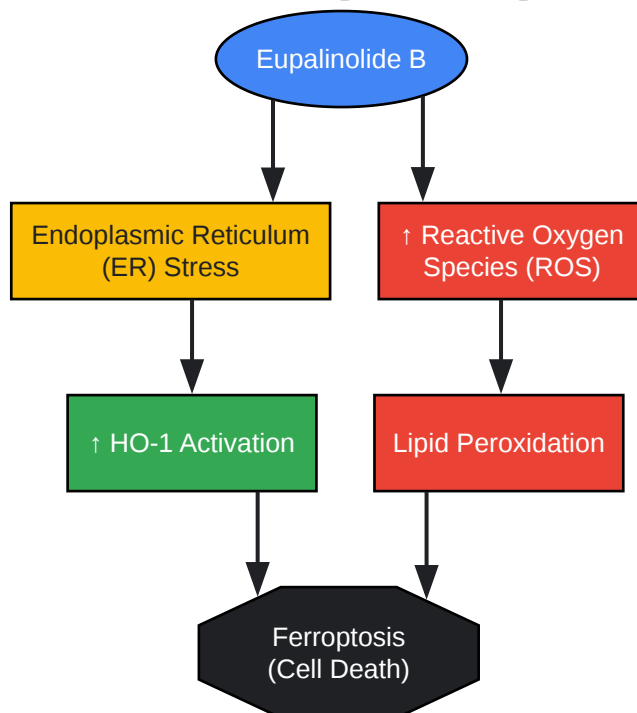 Eupalinolide B
Endoplasmic Reticulum
(ER) Stress
↑ Reactive Oxygen
Species (ROS)
↑ HO-1 Activation
Lipid Peroxidation
Ferroptosis
(Cell Death)